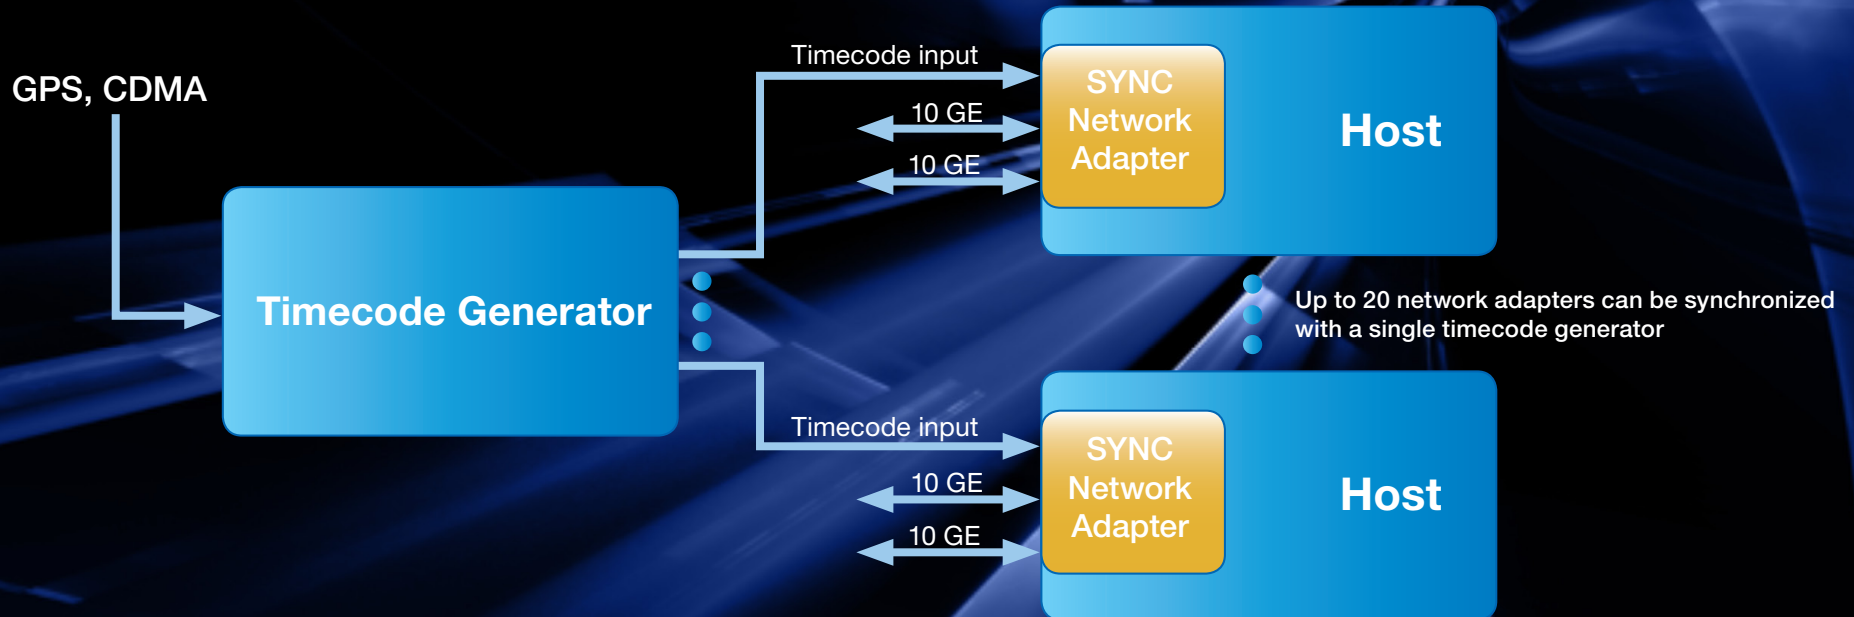 GPS, CDMA
Timecode Generator
Timecode input
10 GE
10 GE
SYNC
Network
Adapter
Host
Up to 20 network adapters can be synchronized
with a single timecode generator
Timecode input
10 GE
10 GE
SYNC
Network
Adapter
Host